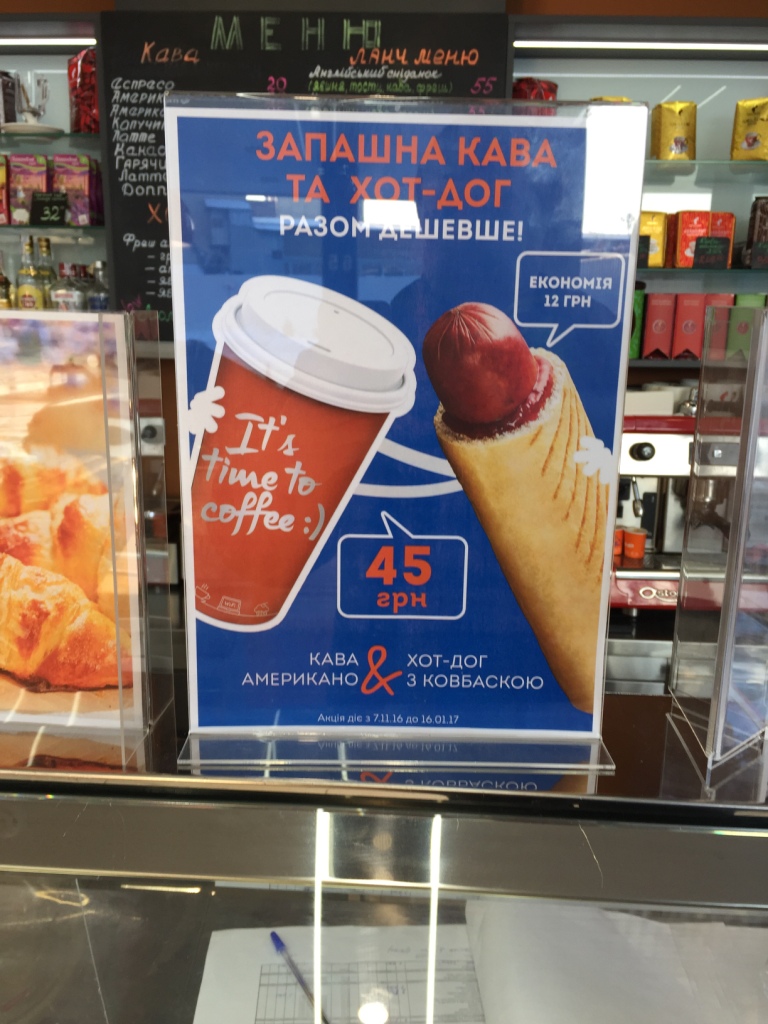 МЕНЮ
Кава
ЛАНЧ МЕНЮ
Англійський сніданок
Еспресо 20
55
Латте
32
ЗАПАШНА КАВА
ТА ХОТ-ДОГ
РАЗОМ ДЕШЕВШЕ!
ЕКОНОМІЯ
12 ГРН
It's
time to
coffee :)
45
грн
КАВА & ХОТ-ДОГ
АМЕРИКАНО З КОВБАСКОЮ
Акція діє з 7.11.16 до 16.01.17